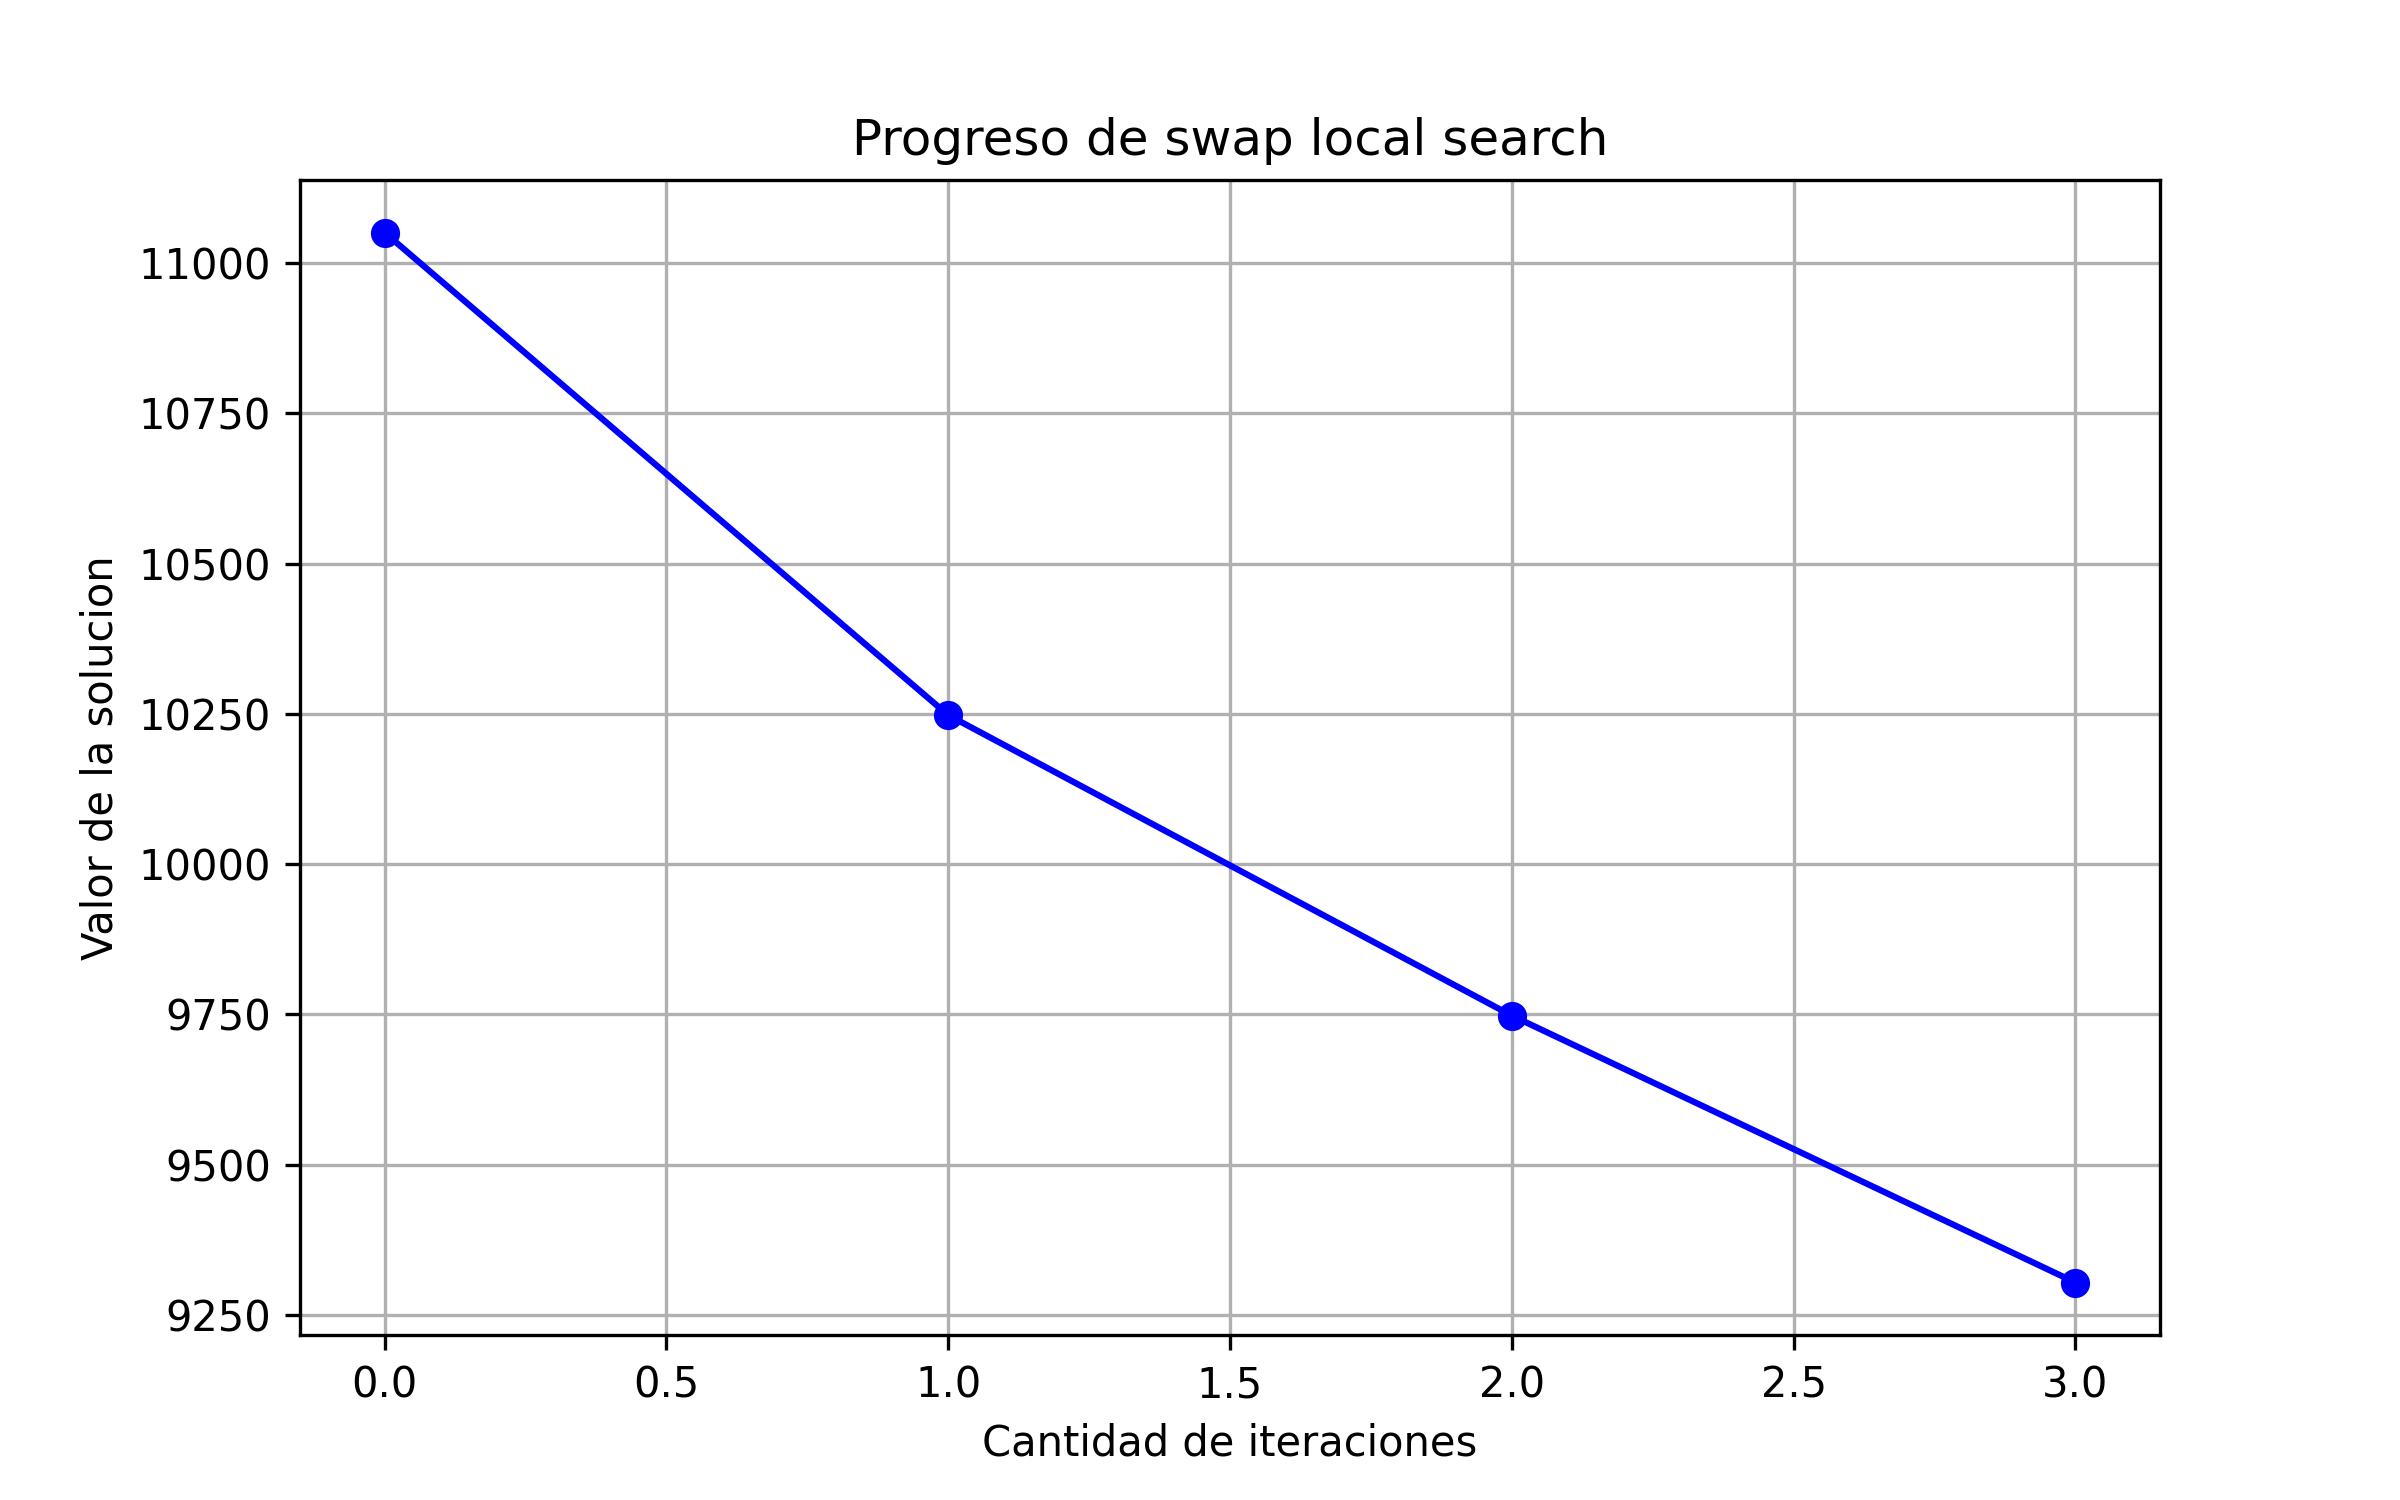 Progreso de swap local search
Valor de la solucion
11000
10750
10500
10250
10000
9750
9500
9250
0.0 0.5 1.0 1.5 2.0 2.5 3.0
Cantidad de iteraciones